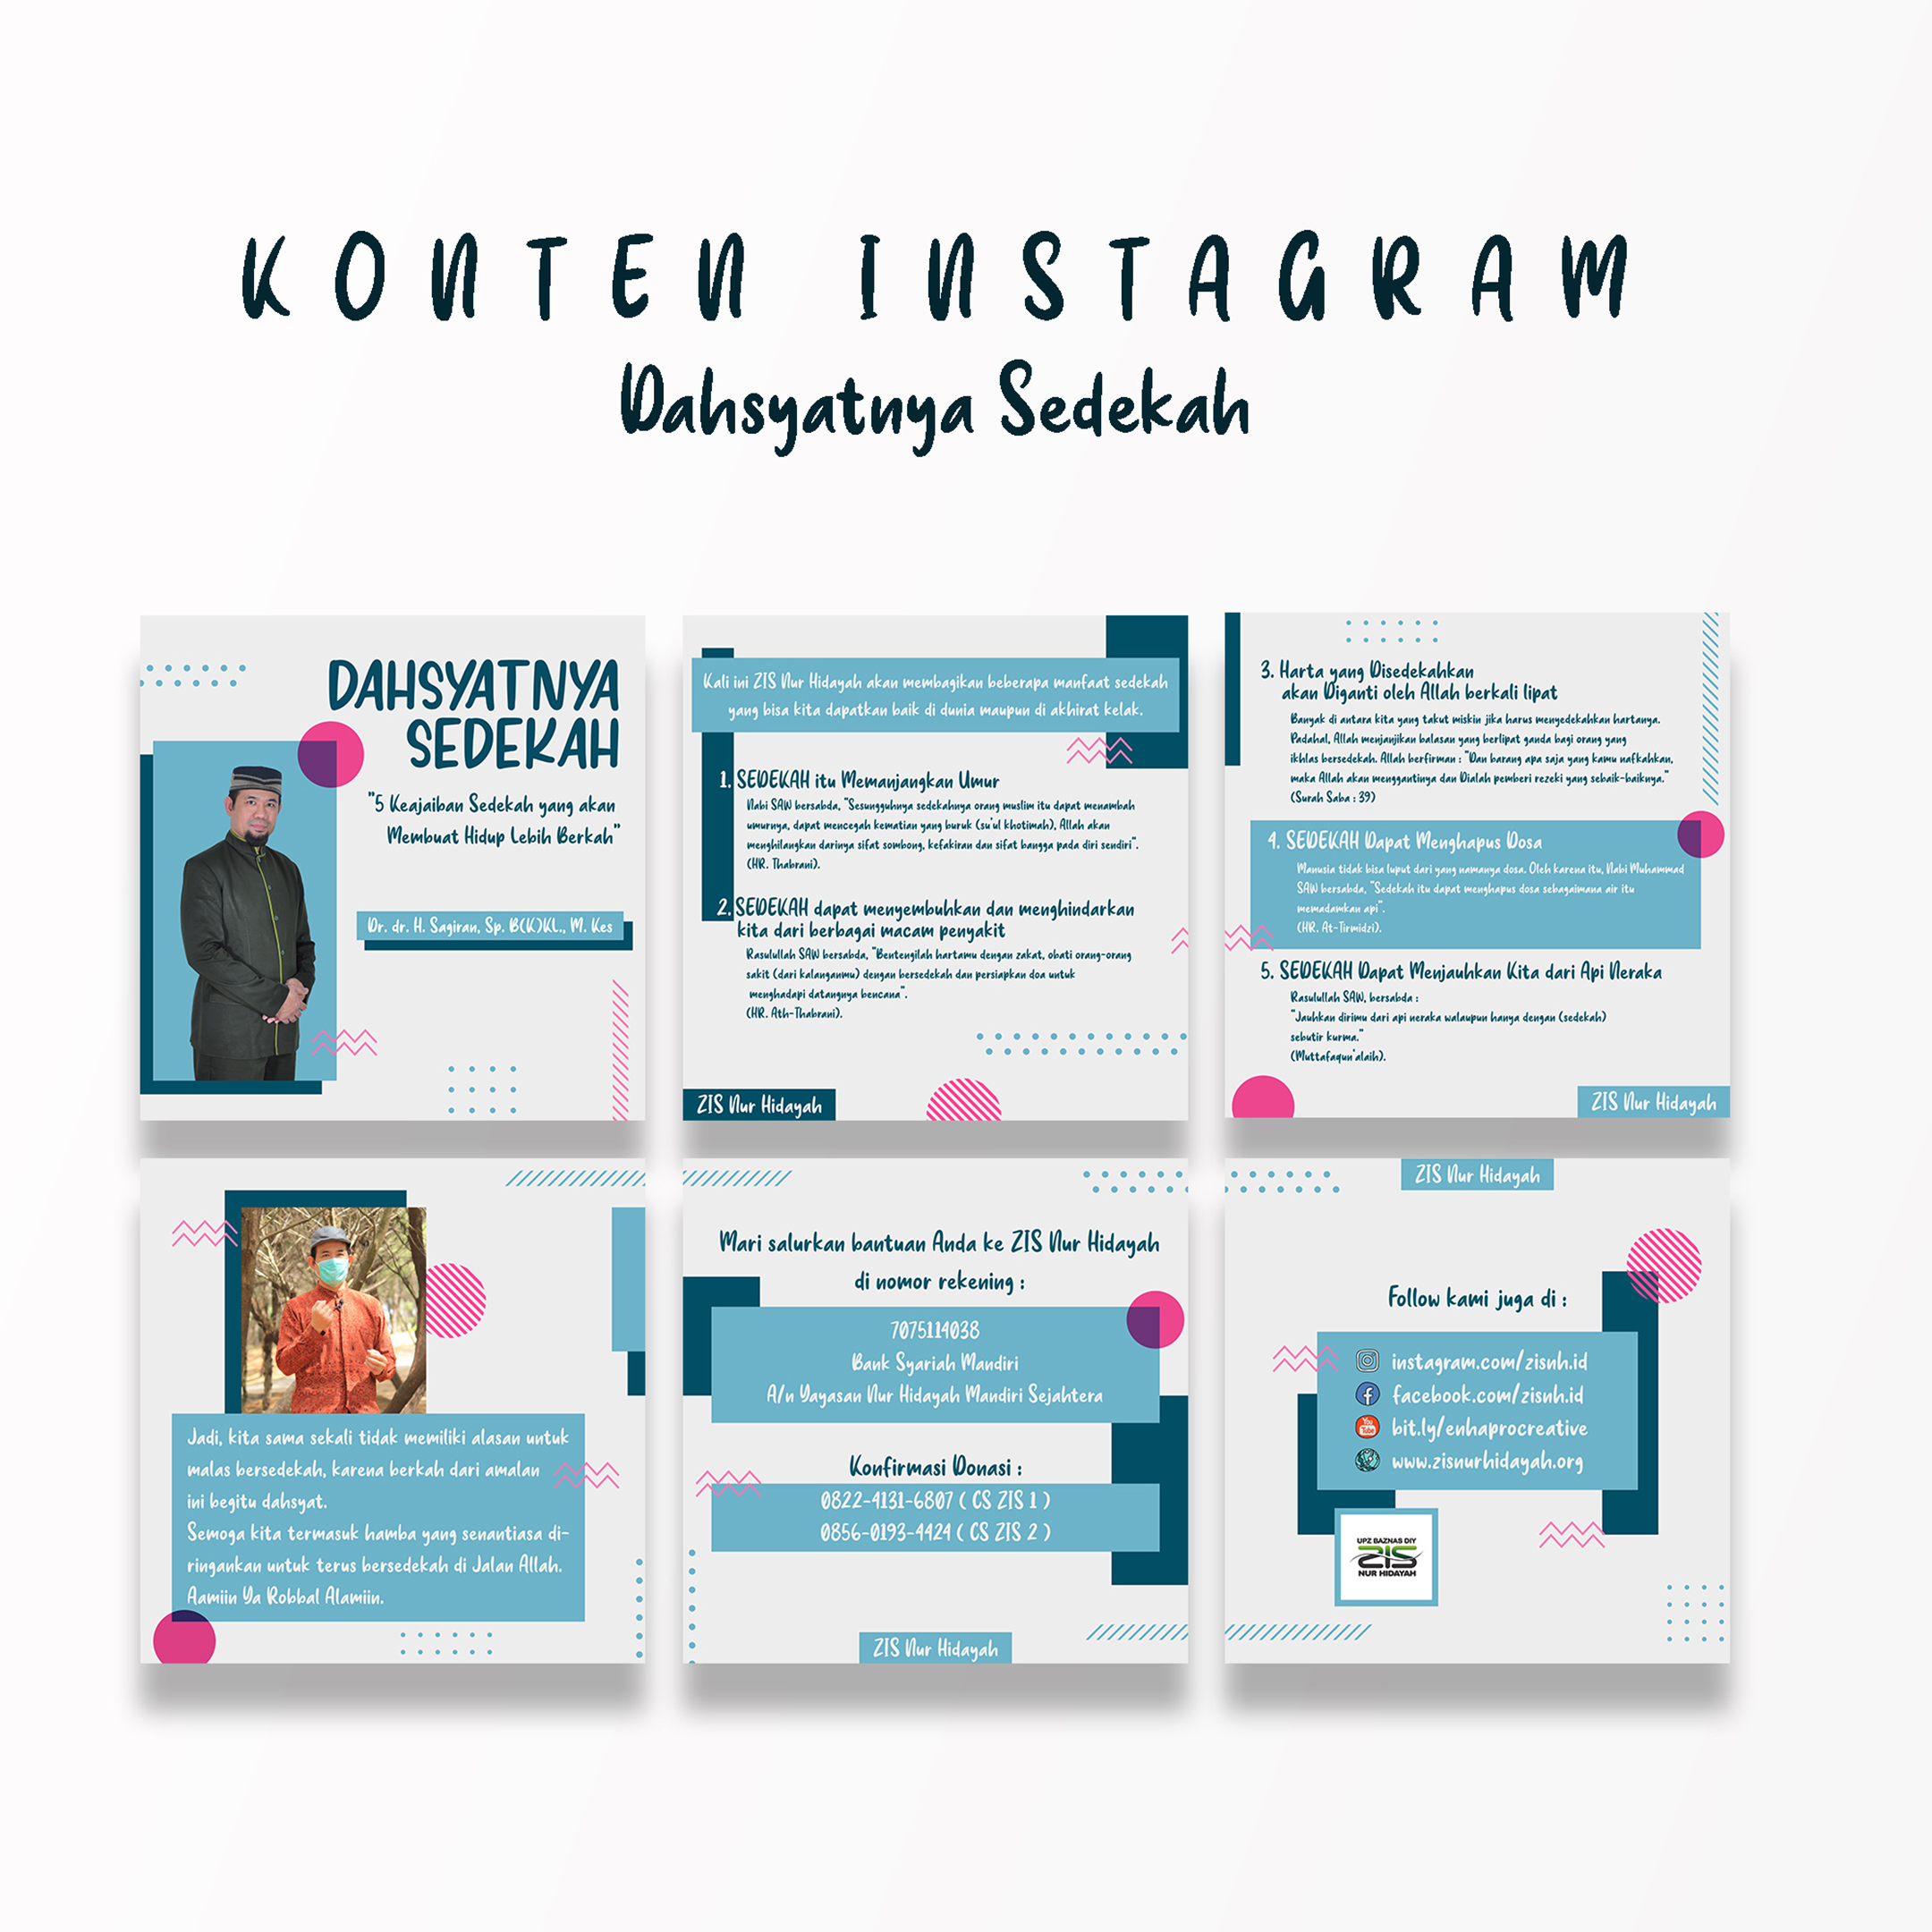 KONTEN INSTAGRAM
Dahsyatnya Sedekah
DAHSYATNYA
SEDEKAH
"5 Keajaiban Sedekah yang akan
Membuat Hidup Lebih Berkah"
Dr. dr. H. Sagiran, Sp. B(K)KL., M. Kes
Kali ini ZIS Nur Hidayah akan membagikan beberapa manfaat sedekah
yang bisa kita dapatkan baik di dunia maupun di akhirat kelak.
1. SEDEKAH itu Memanjangkan Umur
Nabi SAW bersabda, "Sesungguhnya sedekahnya orang muslim itu dapat menambah
umurnya, dapat mencegah kematian yang buruk (su'ul khotimah), Allah akan
menghilangkan darinya sifat sombong, kefakiran dan sifat bangga pada diri sendiri".
(HR. Thabrani).
2. SEDEKAH dapat menyembuhkan dan menghindarkan
kita dari berbagai macam penyakit
Rasulullah SAW bersabda, "Bentengilah hartamu dengan zakat, obati orang-orang
sakit (dari kalanganmu) dengan bersedekah dan persiapkan doa untuk
menghadapi datangnya bencana".
(HR. Ath-Thabrani).
ZIS Nur Hidayah
3. Harta yang Disedekahkan
akan Diganti oleh Allah berkali lipat
Banyak di antara kita yang takut miskin jika harus menyedekahkan hartanya.
Padahal, Allah menjanjikan balasan yang berlipat ganda bagi orang yang
ikhlas bersedekah. Allah berfirman : "Dan barang apa saja yang kamu nafkahkan,
maka Allah akan menggantinya dan Dialah pemberi rezeki yang sebaik-baiknya."
(Surah Saba : 39)
4. SEDEKAH Dapat Menghapus Dosa
Manusia tidak bisa luput dari yang namanya dosa. Oleh karena itu, Nabi Muhammad
SAW bersabda, "Sedekah itu dapat menghapus dosa sebagaimana air itu
memadamkan api".
(HR. At-Tirmidzi).
5. SEDEKAH Dapat Menjauhkan Kita dari Api Neraka
Rasulullah SAW, bersabda :
"Jauhkan dirimu dari api neraka walaupun hanya dengan (sedekah)
sebutir kurma."
(Muttafaqun'alaih).
ZIS Nur Hidayah
Jadi, kita sama sekali tidak memiliki alasan untuk
malas bersedekah, karena berkah dari amalan
ini begitu dahsyat.
Semoga kita termasuk hamba yang senantiasa di-
ringankan untuk terus bersedekah di Jalan Allah.
Aamiin Ya Robbal Alamiin.
Mari salurkan bantuan Anda ke ZIS Nur Hidayah
di nomor rekening :
7075114038
Bank Syariah Mandiri
A/n Yayasan Nur Hidayah Mandiri Sejahtera
Konfirmasi Donasi :
0822-4131-6807 ( CS ZIS 1 )
0856-0193-4424 ( CS ZIS 2 )
ZIS Nur Hidayah
ZIS Nur Hidayah
Follow kami juga di :
instagram.com/zisnh.id
facebook.com/zisnh.id
You
Tube
bit.ly/enhaprocreative
www.zisnurhidayah.org
UPZ BAZNAS DIY
ZIS
NUR HIDAYAH